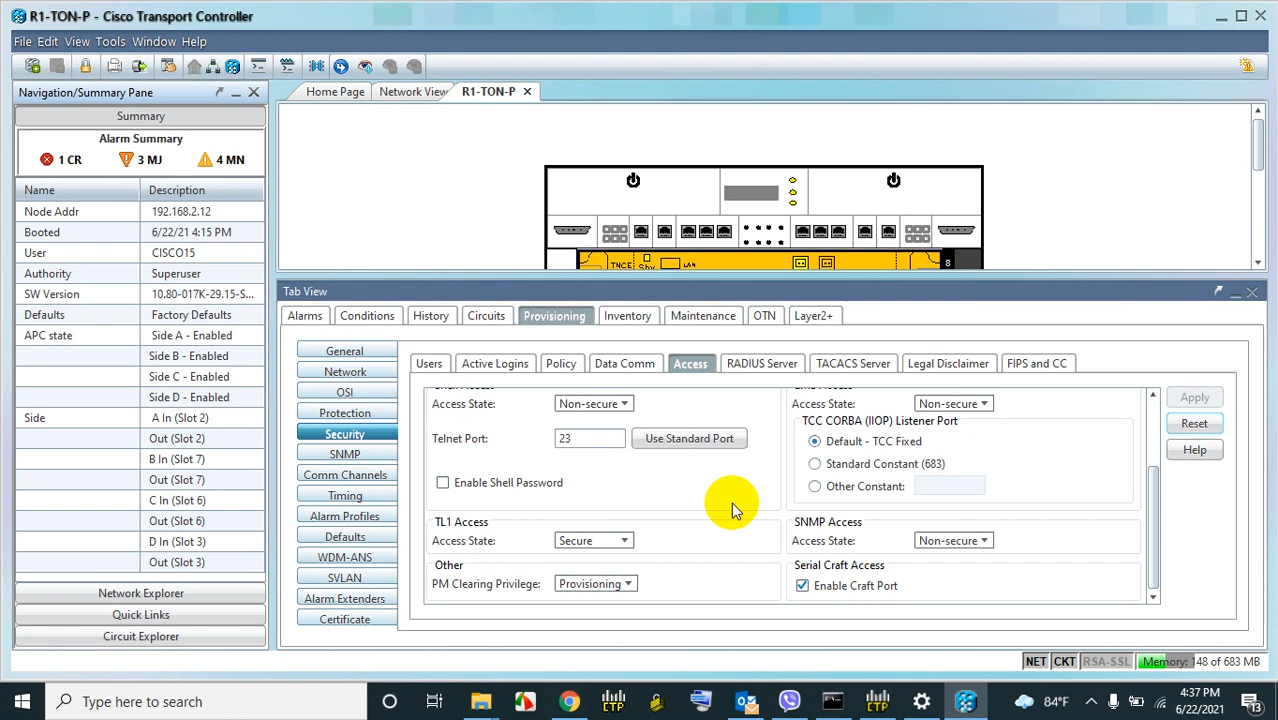 R1-TON-P - Cisco Transport Controller
File Edit View Tools Window Help
Navigation/Summary Pane
Home Page
Network View
R1-TON-P
Summary
Alarm Summary
1 CR
3 MJ
4 MN
Name Description
Node Addr 192.168.2.12
Booted 6/22/21 4:15 PM
User CISCO15
Authority Superuser
SW Version 10.80-017K-29.15-S...
Defaults Factory Defaults
APC state Side A - Enabled
Side B - Enabled
Side C - Enabled
Side D - Enabled
Side A In (Slot 2)
Out (Slot 2)
B In (Slot 7)
Out (Slot 7)
C In (Slot 6)
Out (Slot 6)
D In (Slot 3)
Out (Slot 3)
Network Explorer
Quick Links
Circuit Explorer
TNCE
LAN
8
Tab View
Alarms Conditions History Circuits Provisioning Inventory Maintenance OTN Layer2+
General
Network
OSI
Protection
Security
SNMP
Comm Channels
Timing
Alarm Profiles
Defaults
WDM-ANS
SVLAN
Alarm Extenders
Certificate
Users Active Logins Policy Data Comm Access RADIUS Server TACACS Server Legal Disclaimer FIPS and CC
Access State: Non-secure
Telnet Port: 23 Use Standard Port
Enable Shell Password
TL1 Access
Access State: Secure
Other
PM Clearing Privilege: Provisioning
Access State: Non-secure
TCC CORBA (IIOP) Listener Port
Default - TCC Fixed
Standard Constant (683)
Other Constant:
SNMP Access
Access State: Non-secure
Serial Craft Access
Enable Craft Port
Apply
Reset
Help
NET CKT RSA-SSL Memory: 148 of 683 MB
Type here to search
CTP
CTP
84°F
4:37 PM
6/22/2021
13